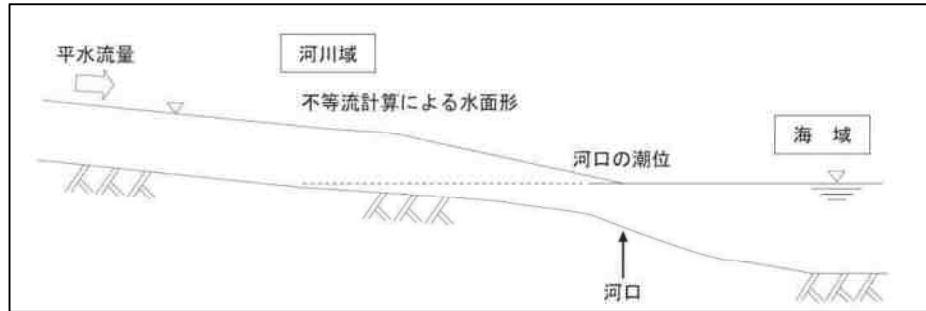 平水流量
河川域
不等流計算による水面形
海 域
河口の潮位
河口